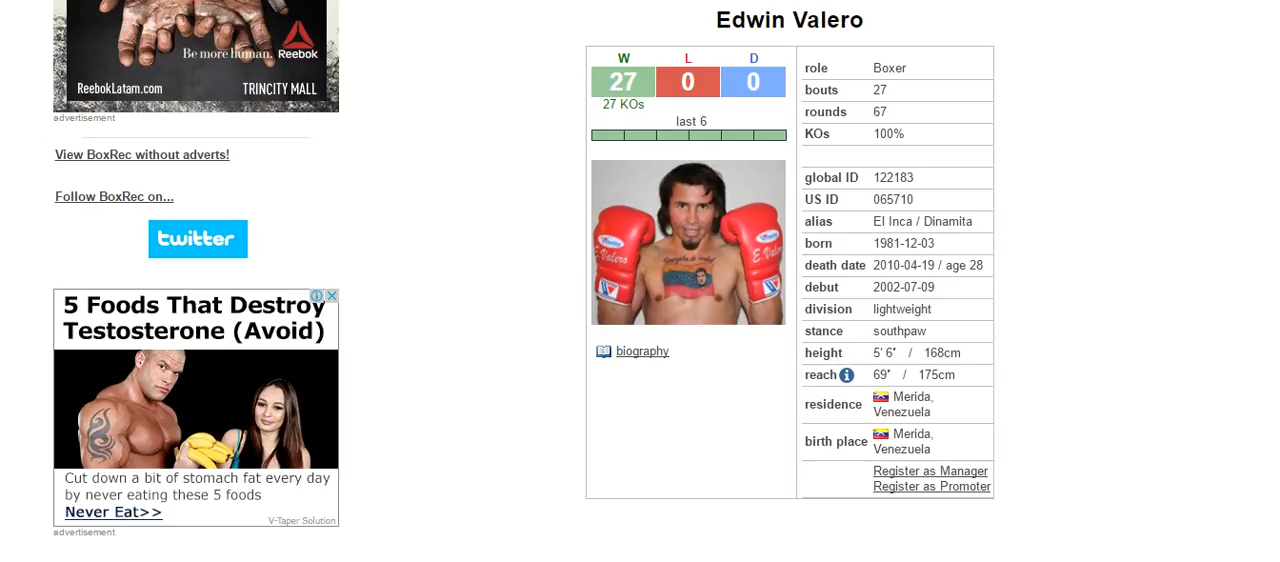 Be more human. Reebok
ReebokLatam.com TRINCITY MALL
advertisement
View BoxRec without adverts!
Follow BoxRec on...
twitter
5 Foods That Destroy
Testosterone (Avoid)
Cut down a bit of stomach fat every day
by never eating these 5 foods
Never Eat>>
V-Taper Solution
advertisement
Edwin Valero
W L D
27 0 0
27 KOs
last 6
E.Valero
E.Valero
biography
role Boxer
bouts 27
rounds 67
KOs 100%
global ID 122183
US ID 065710
alias El Inca / Dinamita
born 1981-12-03
death date 2010-04-19 / age 28
debut 2002-07-09
division lightweight
stance southpaw
height 5′ 6″ / 168cm
reach 69″ / 175cm
residence Merida,
Venezuela
birth place Merida,
Venezuela
Register as Manager
Register as Promoter